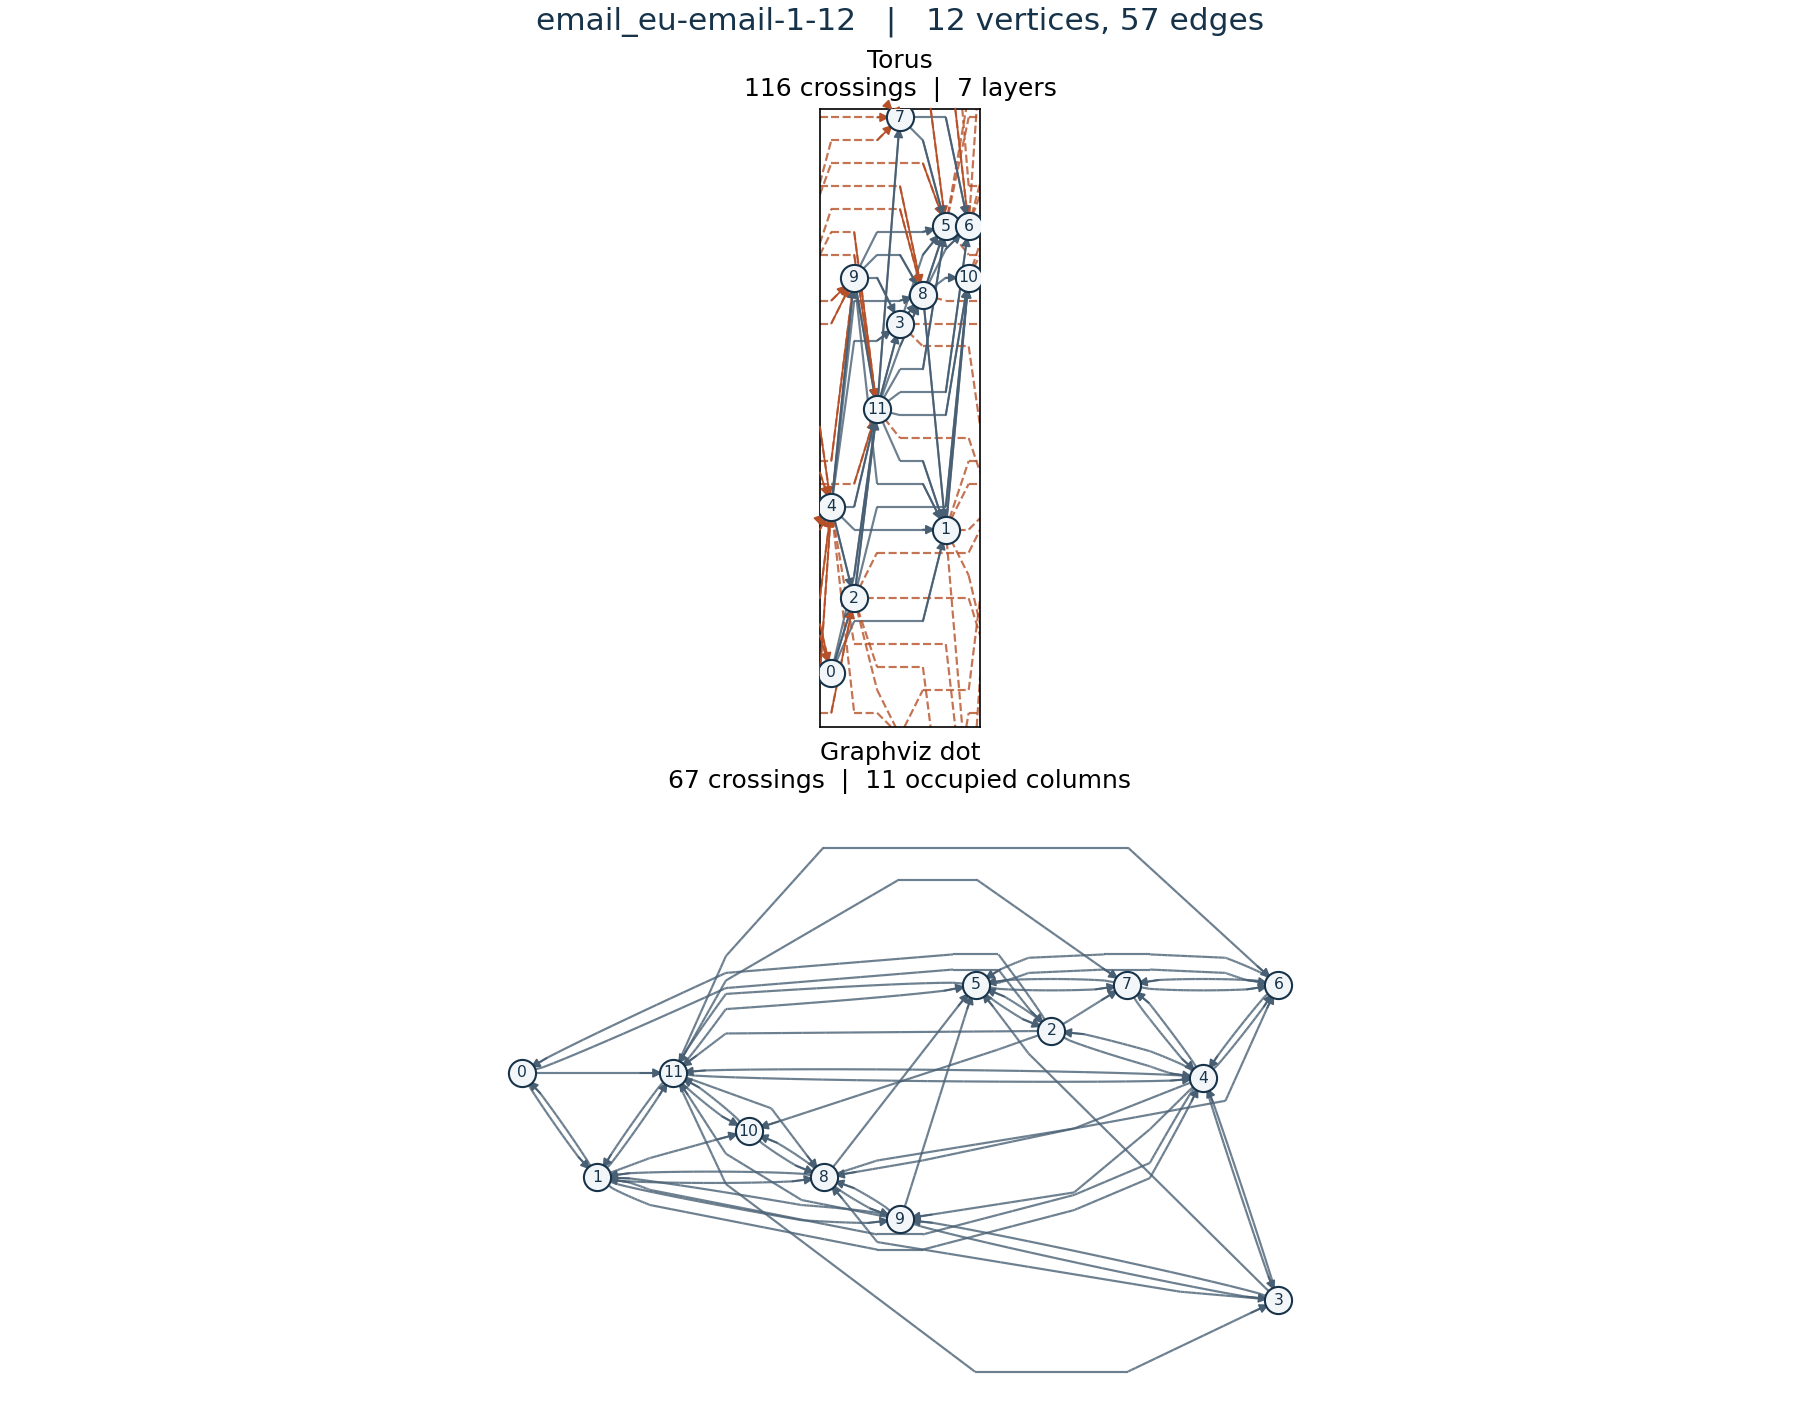 email_eu-email-1-12   |   12 vertices, 57 edges
Torus
116 crossings  |  7 layers
7
5 6
9 8 10
3
11
4
1
2
0
Graphviz dot
67 crossings  |  11 occupied columns
5 7 6
2
0 11 4
10
1 8
9
3